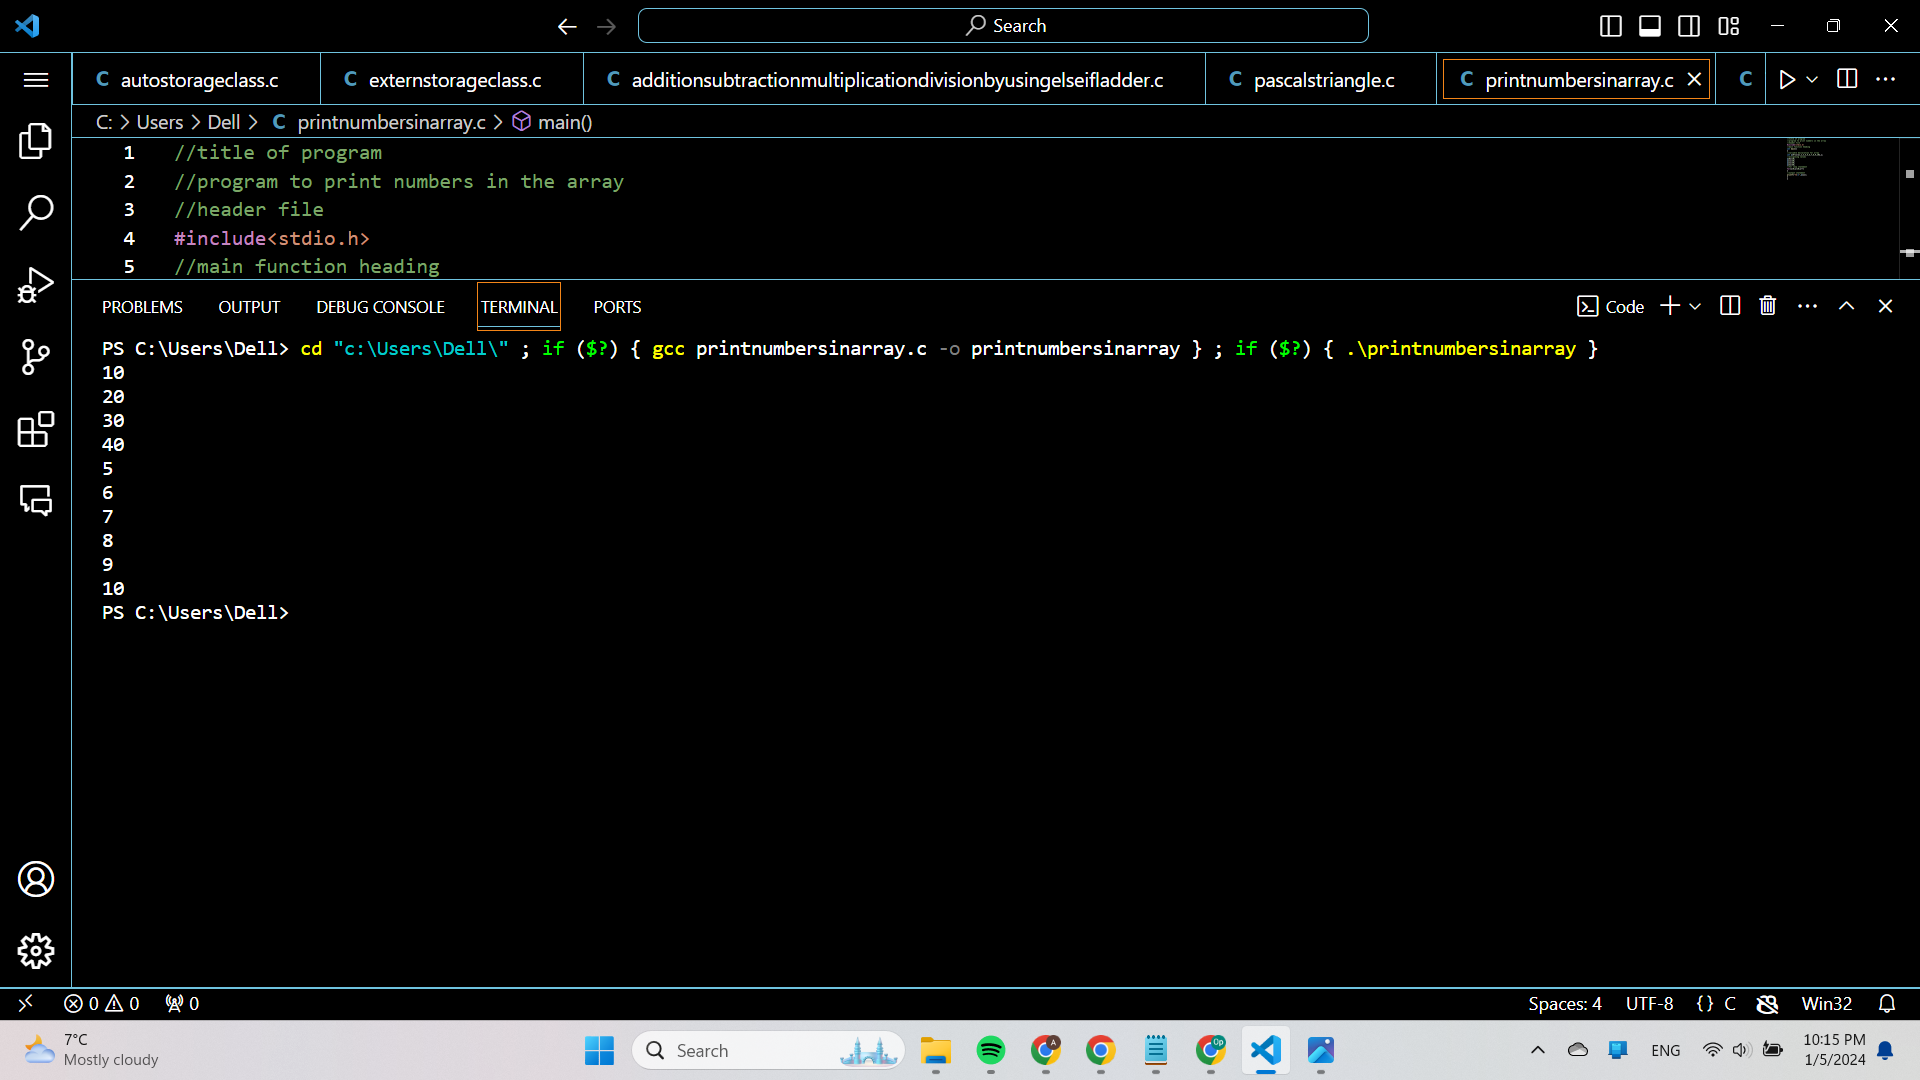 Search
C autostorageclass.c C externstorageclass.c C additionsubtractionmultiplicationdivisionbyusingelseifladder.c C pascalstriangle.c C printnumbersinarray.c C
C: > Users > Dell > C printnumbersinarray.c > main()
1 //title of program
2 //program to print numbers in the array
3 //header file
4 #include<stdio.h>
5 //main function heading
PROBLEMS OUTPUT DEBUG CONSOLE TERMINAL PORTS Code
PS C:\Users\Dell> cd "c:\Users\Dell\" ; if ($?) { gcc printnumbersinarray.c -o printnumbersinarray } ; if ($?) { .\printnumbersinarray }
10
20
30
40
5
6
7
8
9
10
PS C:\Users\Dell>
0 0 0 Spaces: 4 UTF-8 {} C Win32
7°C
Mostly cloudy
Search
A
Op
ENG
10:15 PM
1/5/2024